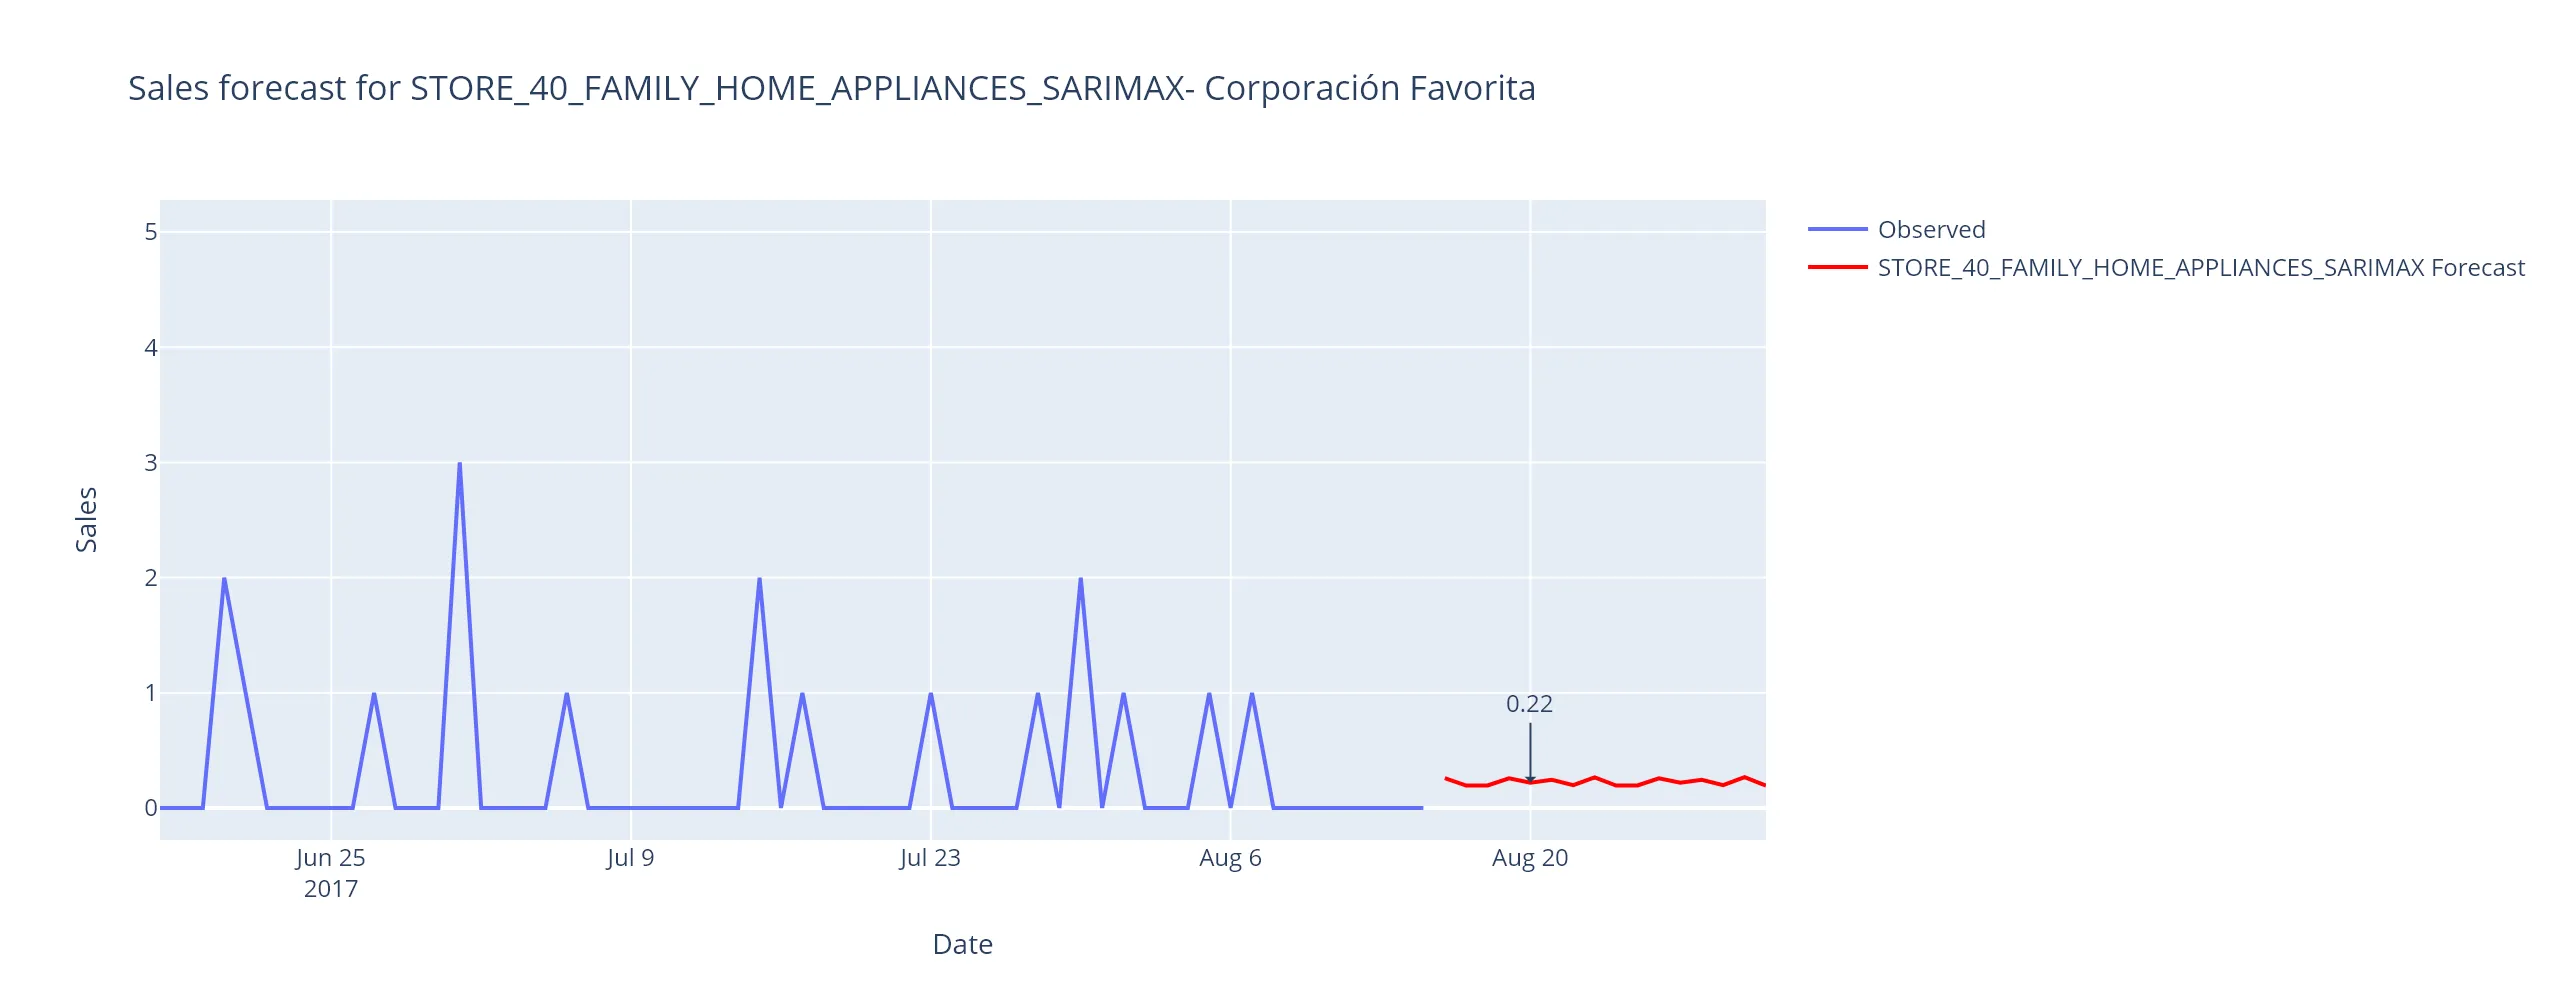 Sales forecast for STORE_40_FAMILY_HOME_APPLIANCES_SARIMAX- Corporación Favorita
Observed
STORE_40_FAMILY_HOME_APPLIANCES_SARIMAX Forecast
Sales
5
4
3
2
1
0
0.22
Jun 25
2017
Jul 9
Jul 23
Aug 6
Aug 20
Date